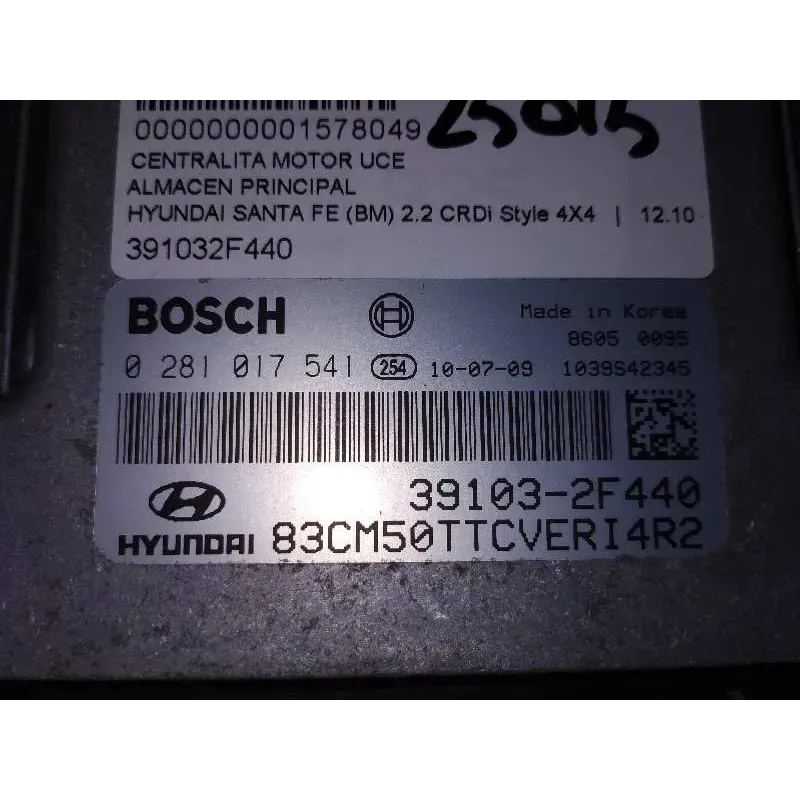 0000000001578049 25015
CENTRALITA MOTOR UCE
ALMACEN PRINCIPAL
HYUNDAI SANTA FE (BM) 2.2 CRDi Style 4X4 | 12.10
391032F440
BOSCH Made in Korea
8605 0095
0 281 017 541 254 10-07-09 1039S42345
39103-2F440
HYUNDAI 83CM50TTCVERI4R2